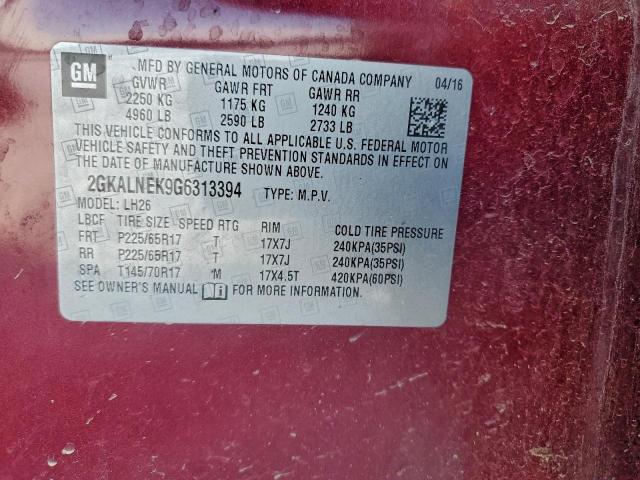 GM
MFD BY GENERAL MOTORS OF CANADA COMPANY 04/16
GVWR GAWR FRT GAWR RR
2250 KG 1175 KG 1240 KG
4960 LB 2590 LB 2733 LB
THIS VEHICLE CONFORMS TO ALL APPLICABLE U.S. FEDERAL MOTOR
VEHICLE SAFETY AND THEFT PREVENTION STANDARDS IN EFFECT ON
THE DATE OF MANUFACTURE SHOWN ABOVE.
2GKALNEK9G6313394 TYPE: M.P.V.
MODEL: LH26
LBCF TIRE SIZE SPEED RTG RIM COLD TIRE PRESSURE
FRT P225/65R17 T 17X7J 240KPA(35PSI)
RR P225/65R17 T 17X7J 240KPA(35PSI)
SPA T145/70R17 M 17X4.5T 420KPA(60PSI)
SEE OWNER'S MANUAL FOR MORE INFORMATION.